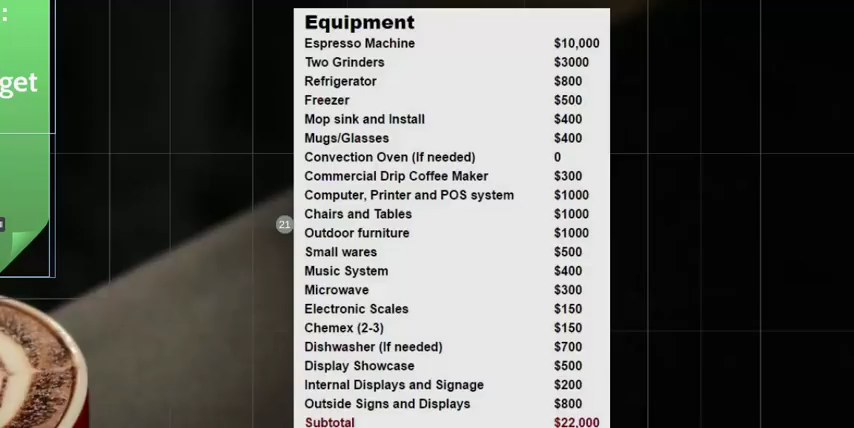 :
get
Equipment
Espresso Machine $10,000
Two Grinders $3000
Refrigerator $800
Freezer $500
Mop sink and Install $400
Mugs/Glasses $400
Convection Oven (If needed) 0
Commercial Drip Coffee Maker $300
Computer, Printer and POS system $1000
Chairs and Tables $1000
21
Outdoor furniture $1000
Small wares $500
Music System $400
Microwave $300
Electronic Scales $150
Chemex (2-3) $150
Dishwasher (If needed) $700
Display Showcase $500
Internal Displays and Signage $200
Outside Signs and Displays $800
Subtotal $22,000